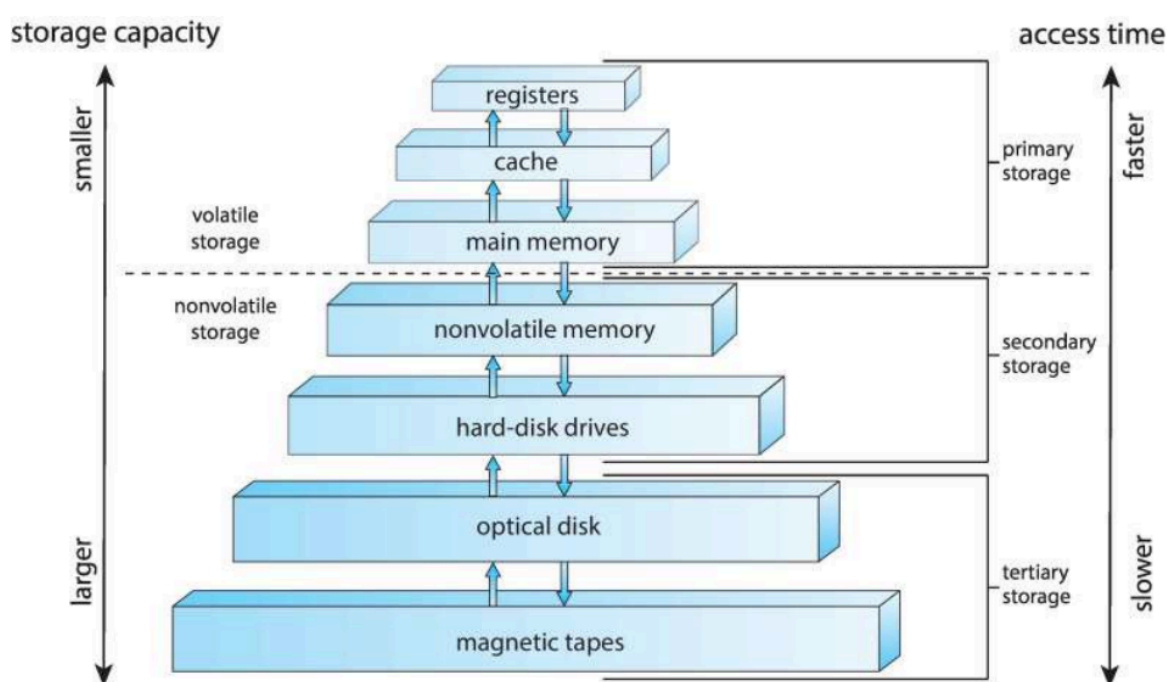 storage capacity
access time
smaller
larger
faster
slower
registers
cache
main memory
volatile
storage
nonvolatile
storage
nonvolatile memory
hard-disk drives
optical disk
magnetic tapes
primary
storage
secondary
storage
tertiary
storage